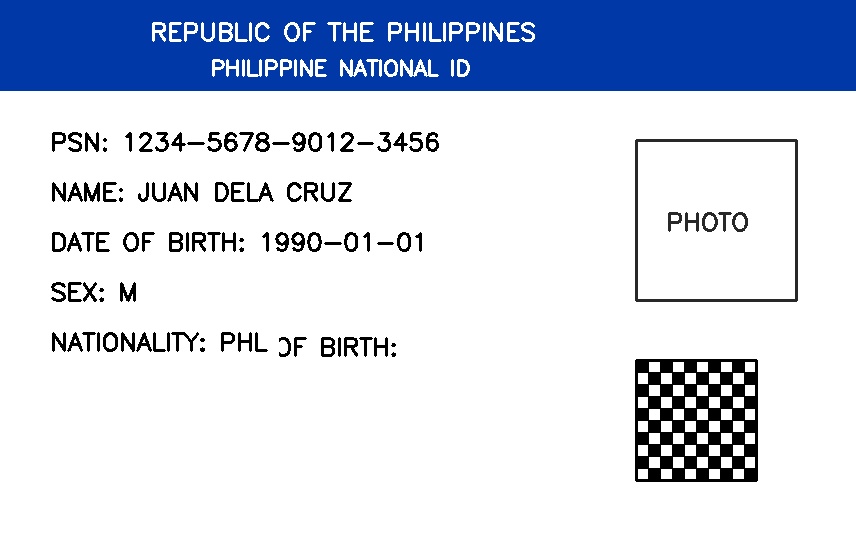 REPUBLIC OF THE PHILIPPINES
PHILIPPINE NATIONAL ID
PSN: 1234-5678-9012-3456
NAME: JUAN DELA CRUZ
DATE OF BIRTH: 1990-01-01
SEX: M
NATIONALITY: PHL OF BIRTH:
PHOTO